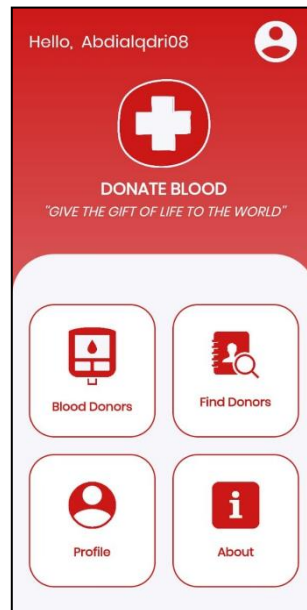 Hello, Abdialqdri08
DONATE BLOOD
"GIVE THE GIFT OF LIFE TO THE WORLD"
Blood Donors
Find Donors
Profile
About